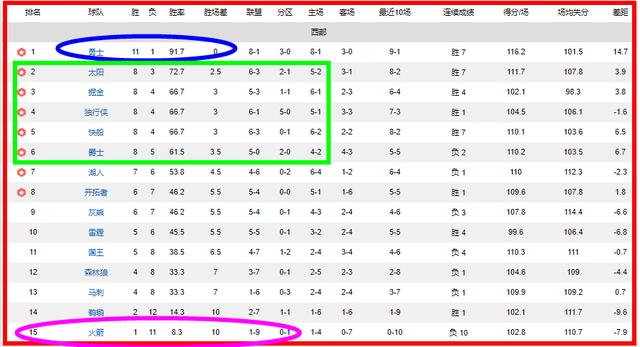 排名 球队 胜 负 胜率 胜场差 联盟 分区 主场 客场 最近10场 连续成绩 得分/场 场均失分 差距
西部
1 勇士 11 1 91.7 0 8-1 3-0 8-1 3-0 9-1 胜 7 116.2 101.5 14.7
2 太阳 8 3 72.7 2.5 6-3 2-1 5-2 3-1 8-2 胜 7 111.7 107.8 3.9
3 掘金 8 4 66.7 3 5-3 1-1 6-1 2-3 6-4 胜 4 102.1 98.3 3.8
4 独行侠 8 4 66.7 3 6-1 5-0 5-1 3-3 7-3 胜 1 104.5 106.1 -1.6
5 快船 8 4 66.7 3 6-3 0-1 6-2 2-2 8-2 胜 7 110.1 103.6 6.5
6 爵士 8 5 61.5 3.5 5-0 2-0 4-2 4-3 5-5 负 2 110.2 103.5 6.7
7 湖人 7 6 53.8 4.5 4-6 0-2 6-4 1-2 6-4 胜 1 110 112.3 -2.3
8 开拓者 6 7 46.2 5.5 5-4 0-0 5-1 1-6 5-5 胜 1 109.6 107.8 1.8
9 灰熊 6 7 46.2 5.5 5-5 1-0 4-3 2-4 4-6 负 3 107.8 114.4 -6.6
10 雷霆 5 6 45.5 5.5 4-4 0-1 3-3 2-3 5-5 胜 4 99.6 106.4 -6.8
11 国王 5 8 38.5 6.5 4-7 1-2 2-4 3-4 4-6 负 4 110.3 111 -0.7
12 森林狼 4 8 33.3 7 3-7 1-0 2-5 2-3 2-8 胜 1 104.6 109 -4.4
13 马刺 4 8 33.3 7 1-6 0-3 2-4 2-4 3-7 负 1 109.9 109.2 0.7
14 鹈鹕 2 12 14.3 10 2-7 1-1 1-6 1-6 1-9 胜 1 102.1 111.7 -9.6
15 火箭 1 11 8.3 10 1-9 0-1 1-4 0-7 0-10 负 10 102.8 110.7 -7.9